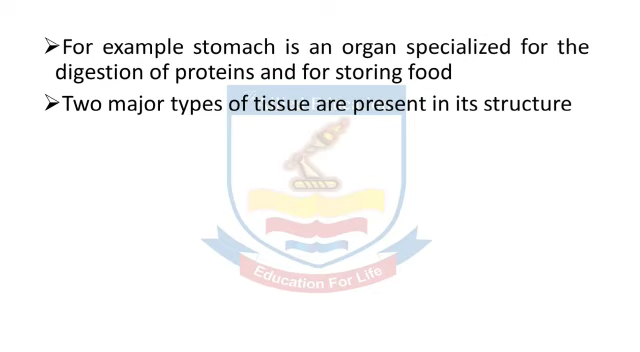 ➢For example stomach is an organ specialized for the
digestion of proteins and for storing food
➢Two major types of tissue are present in its structure
Education For Life